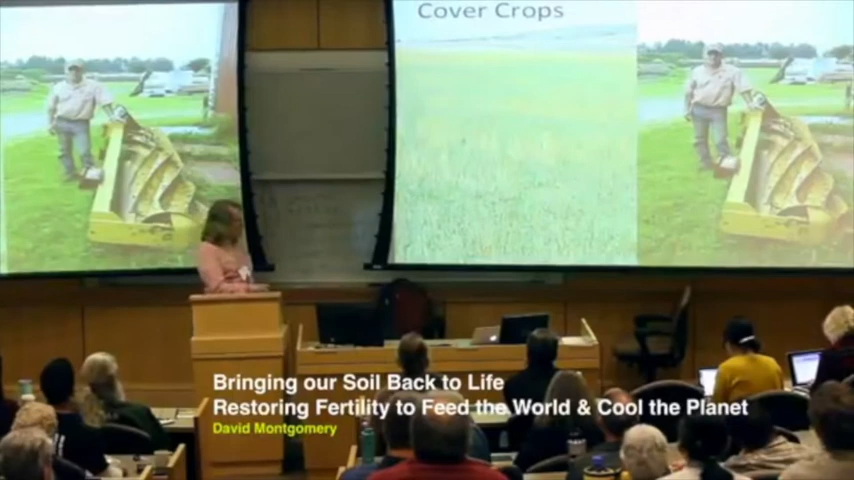 Cover Crops
Bringing our Soil Back to Life
Restoring Fertility to Feed the World & Cool the Planet
David Montgomery